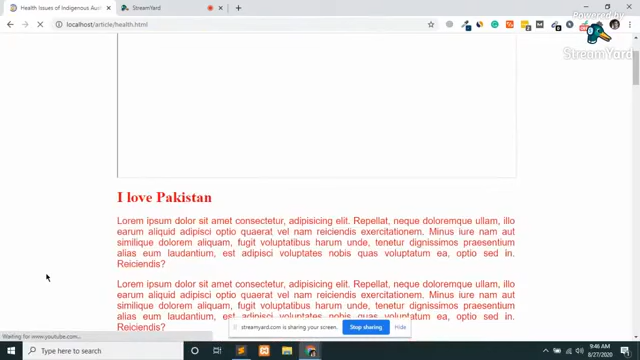 Health Issues of Indigenous Aust
StreamYard
localhost/article/health.html
Powered by
StreamYard
I love Pakistan
Lorem ipsum dolor sit amet consectetur, adipisicing elit. Repellat, neque doloremque ullam, illo
earum aliquid adipisci optio quaerat vel nam reiciendis exercitationem. Minus iure nam aut
similique dolorem aliquam, fugit voluptatibus harum unde, tenetur dignissimos praesentium
alias eum laudantium, est adipisci voluptates nobis quas voluptatum ea, optio sed in.
Reiciendis?
Lorem ipsum dolor sit amet consectetur, adipisicing elit. Repellat, neque doloremque ullam, illo
earum aliquid adipisci optio quaerat vel nam reiciendis exercitationem. Minus iure nam aut
similique dolorem aliquam, fugit voluptatibus harum unde, tenetur dignissimos praesentium
alias eum laudantium, est adipisci voluptates nobis quas voluptatum ea, optio sed in.
Reiciendis?
streamyard.com is sharing your screen.
Stop sharing
Hide
Waiting for www.youtube.com...
Type here to search
9:46 AM
8/27/2020